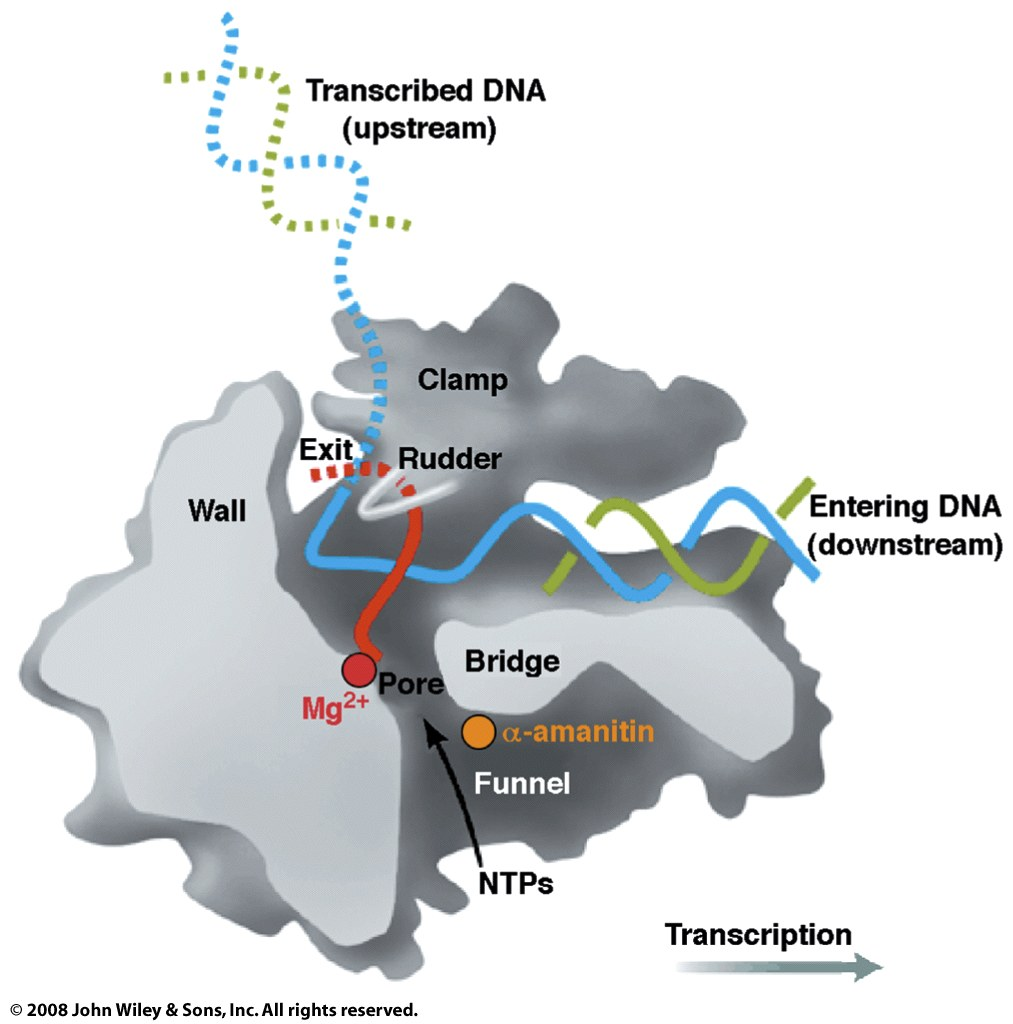 Transcribed DNA
(upstream)
Clamp
Exit
Rudder
Wall
Entering DNA
(downstream)
Bridge
Pore
Mg²⁺
α-amanitin
Funnel
NTPs
Transcription
© 2008 John Wiley & Sons, Inc. All rights reserved.